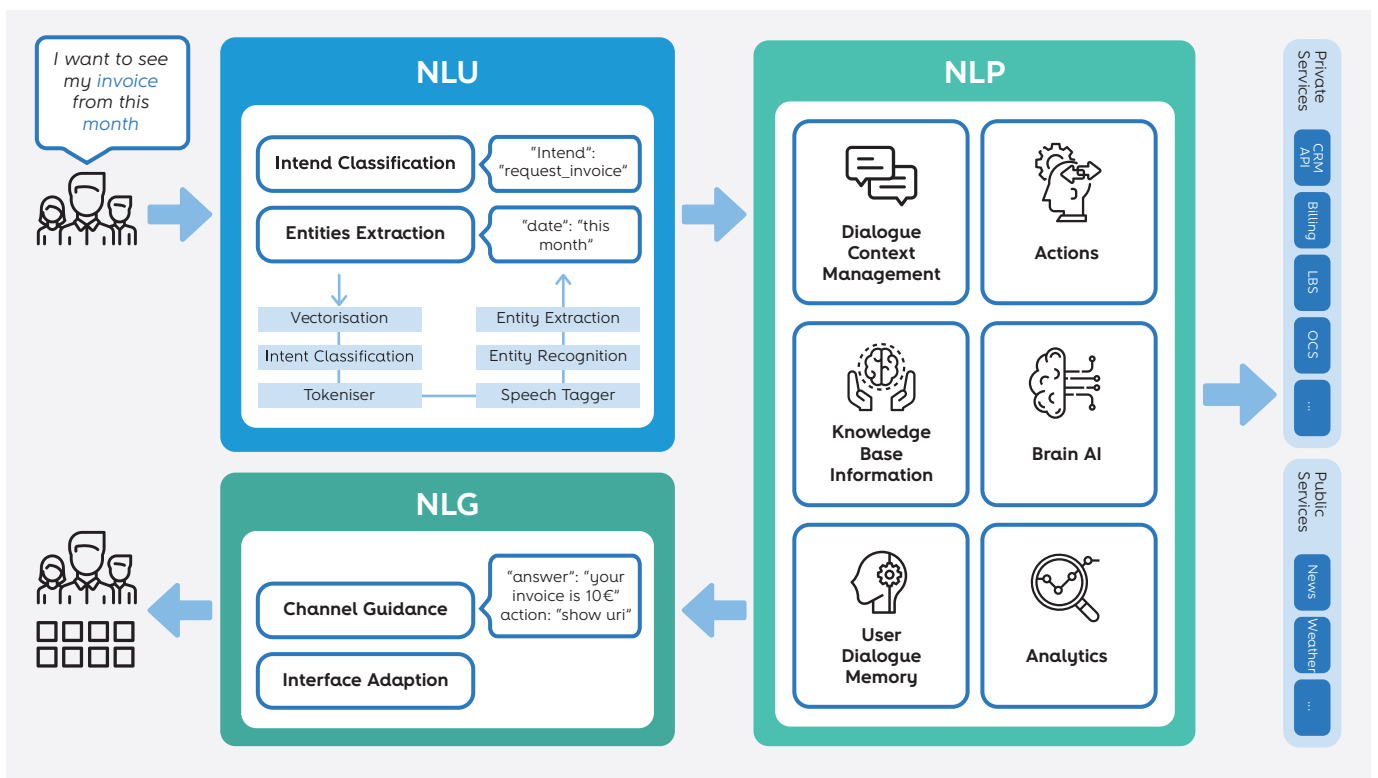 I want to see
my invoice
from this
month
NLU
Intend Classification
"Intend":
"request_invoice"
Entities Extraction
"date": "this
month"
Vectorisation
Intent Classification
Tokeniser
Entity Extraction
Entity Recognition
Speech Tagger
NLG
Channel Guidance
"answer": "your
invoice is 10€"
action: "show uri"
Interface Adaption
NLP
Dialogue
Context
Management
Actions
Knowledge
Base
Information
Brain AI
User
Dialogue
Memory
Analytics
Private
Services
CRM
API
Billing
LBS
OCS
...
Public
Services
News
Weather
...